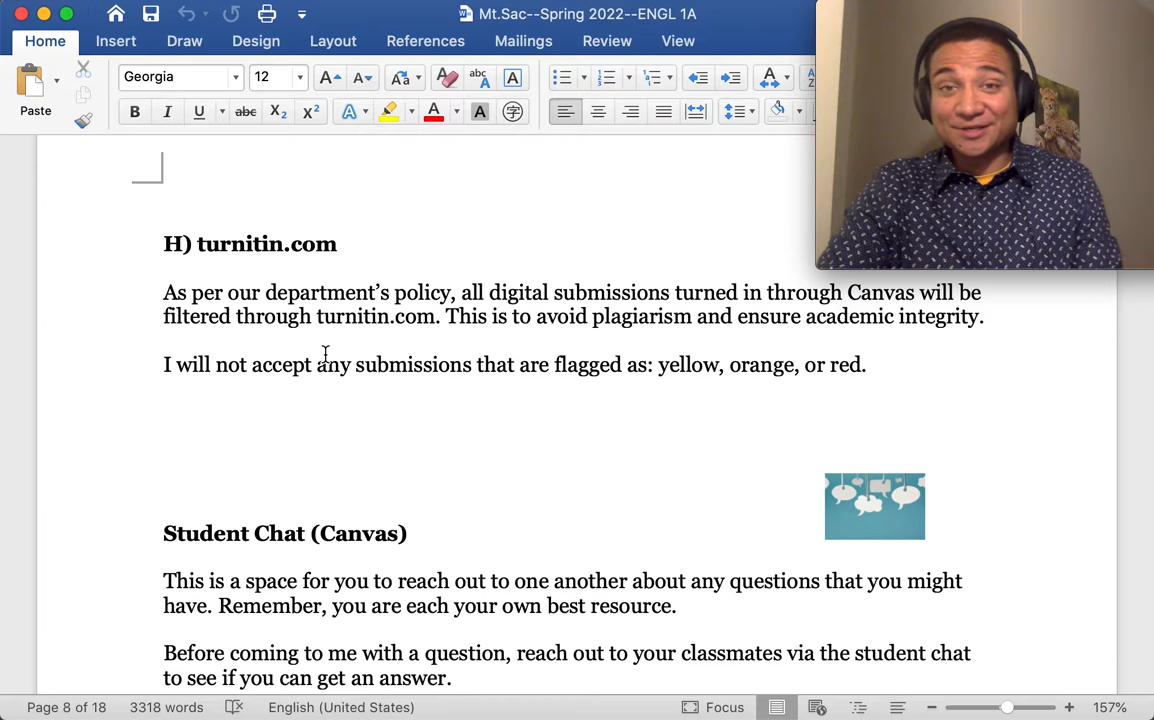 Mt.Sac--Spring 2022--ENGL 1A
Home Insert Draw Design Layout References Mailings Review View
Paste
Georgia 12
Aa abc A
B I U abc X₂ X² A A A 字
H) turnitin.com
As per our department’s policy, all digital submissions turned in through Canvas will be
filtered through turnitin.com. This is to avoid plagiarism and ensure academic integrity.
I will not accept any submissions that are flagged as: yellow, orange, or red.
Student Chat (Canvas)
This is a space for you to reach out to one another about any questions that you might
have. Remember, you are each your own best resource.
Before coming to me with a question, reach out to your classmates via the student chat
to see if you can get an answer.
Page 8 of 18 3318 words English (United States) Focus 157%